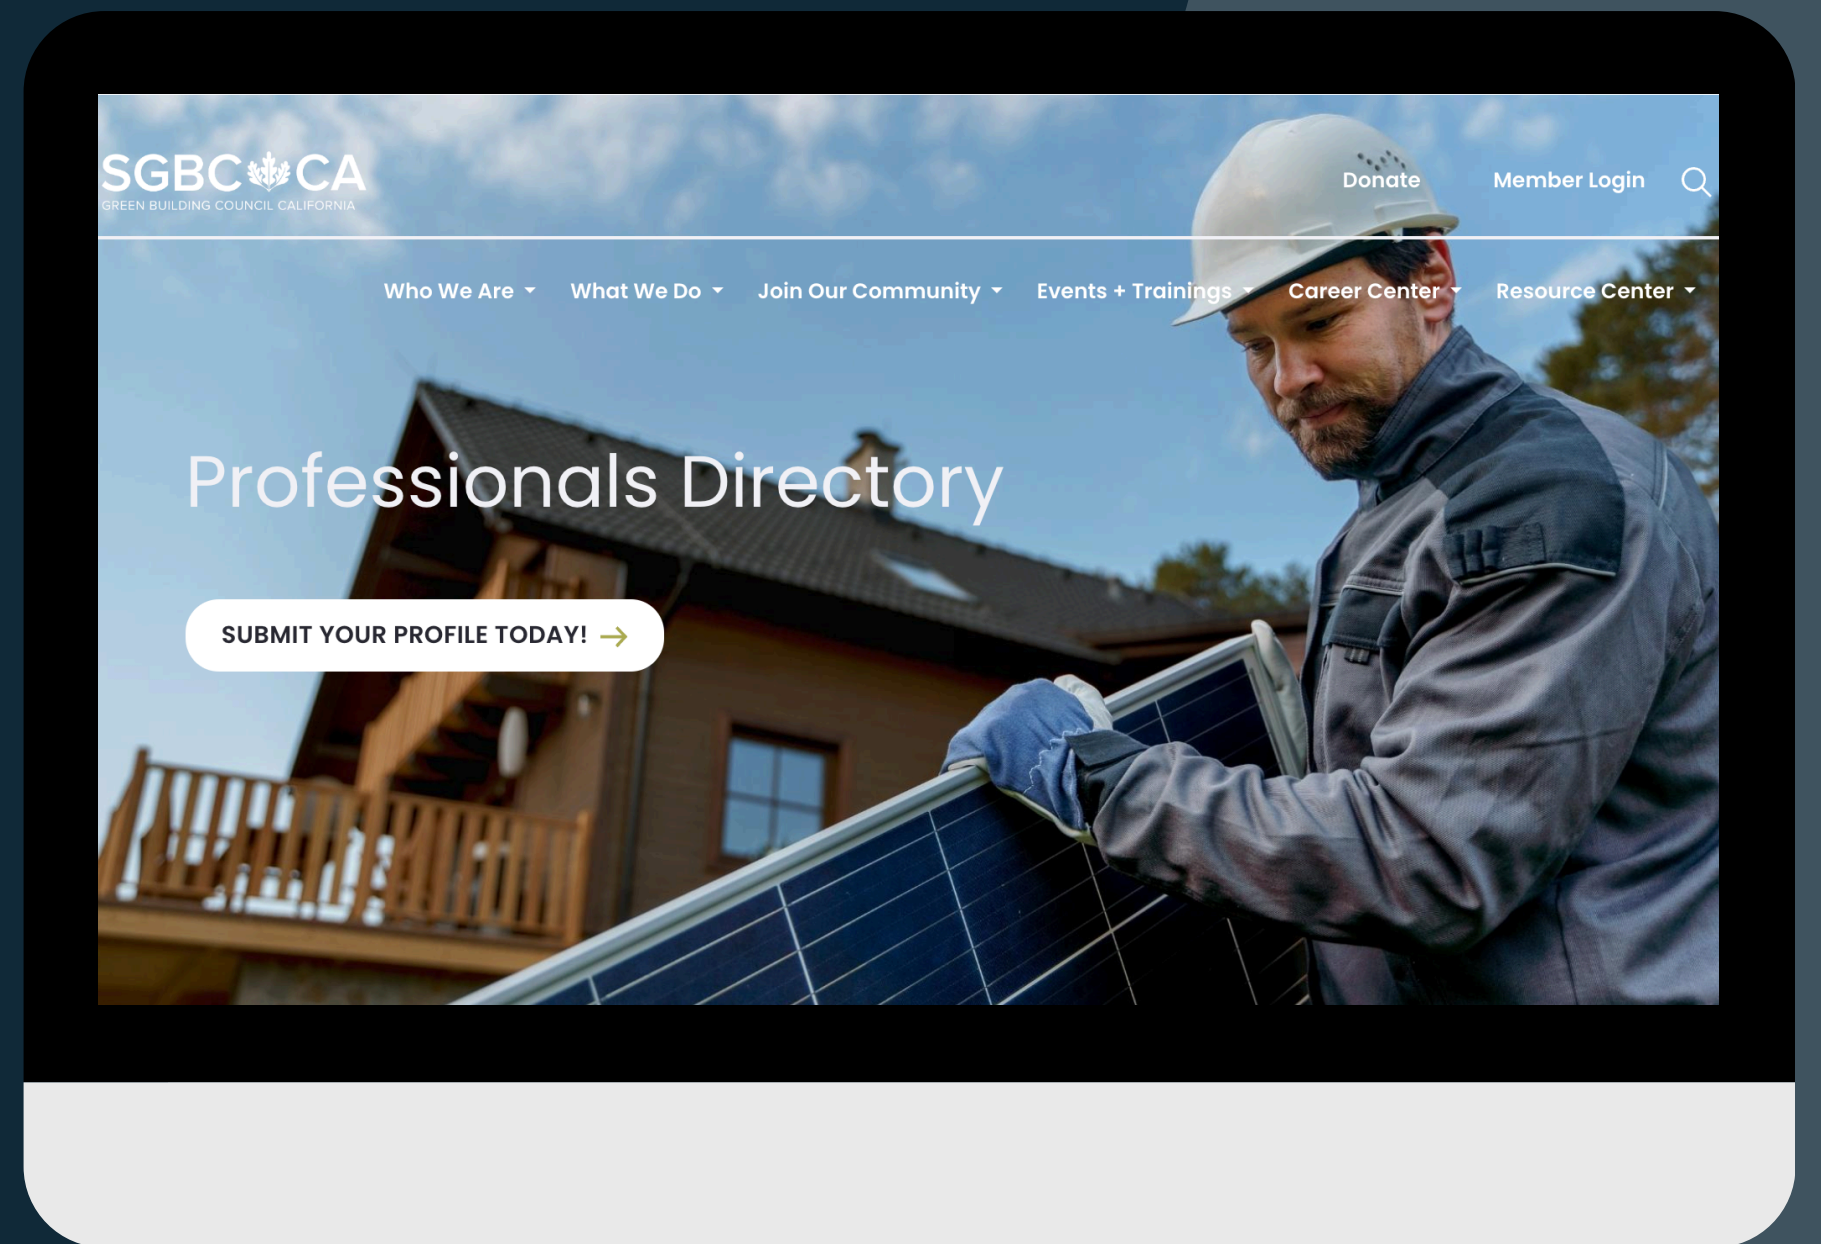 SGBC CA
GREEN BUILDING COUNCIL CALIFORNIA
Donate
Member Login
Who We Are
What We Do
Join Our Community
Events + Trainings
Career Center
Resource Center
Professionals Directory
SUBMIT YOUR PROFILE TODAY!